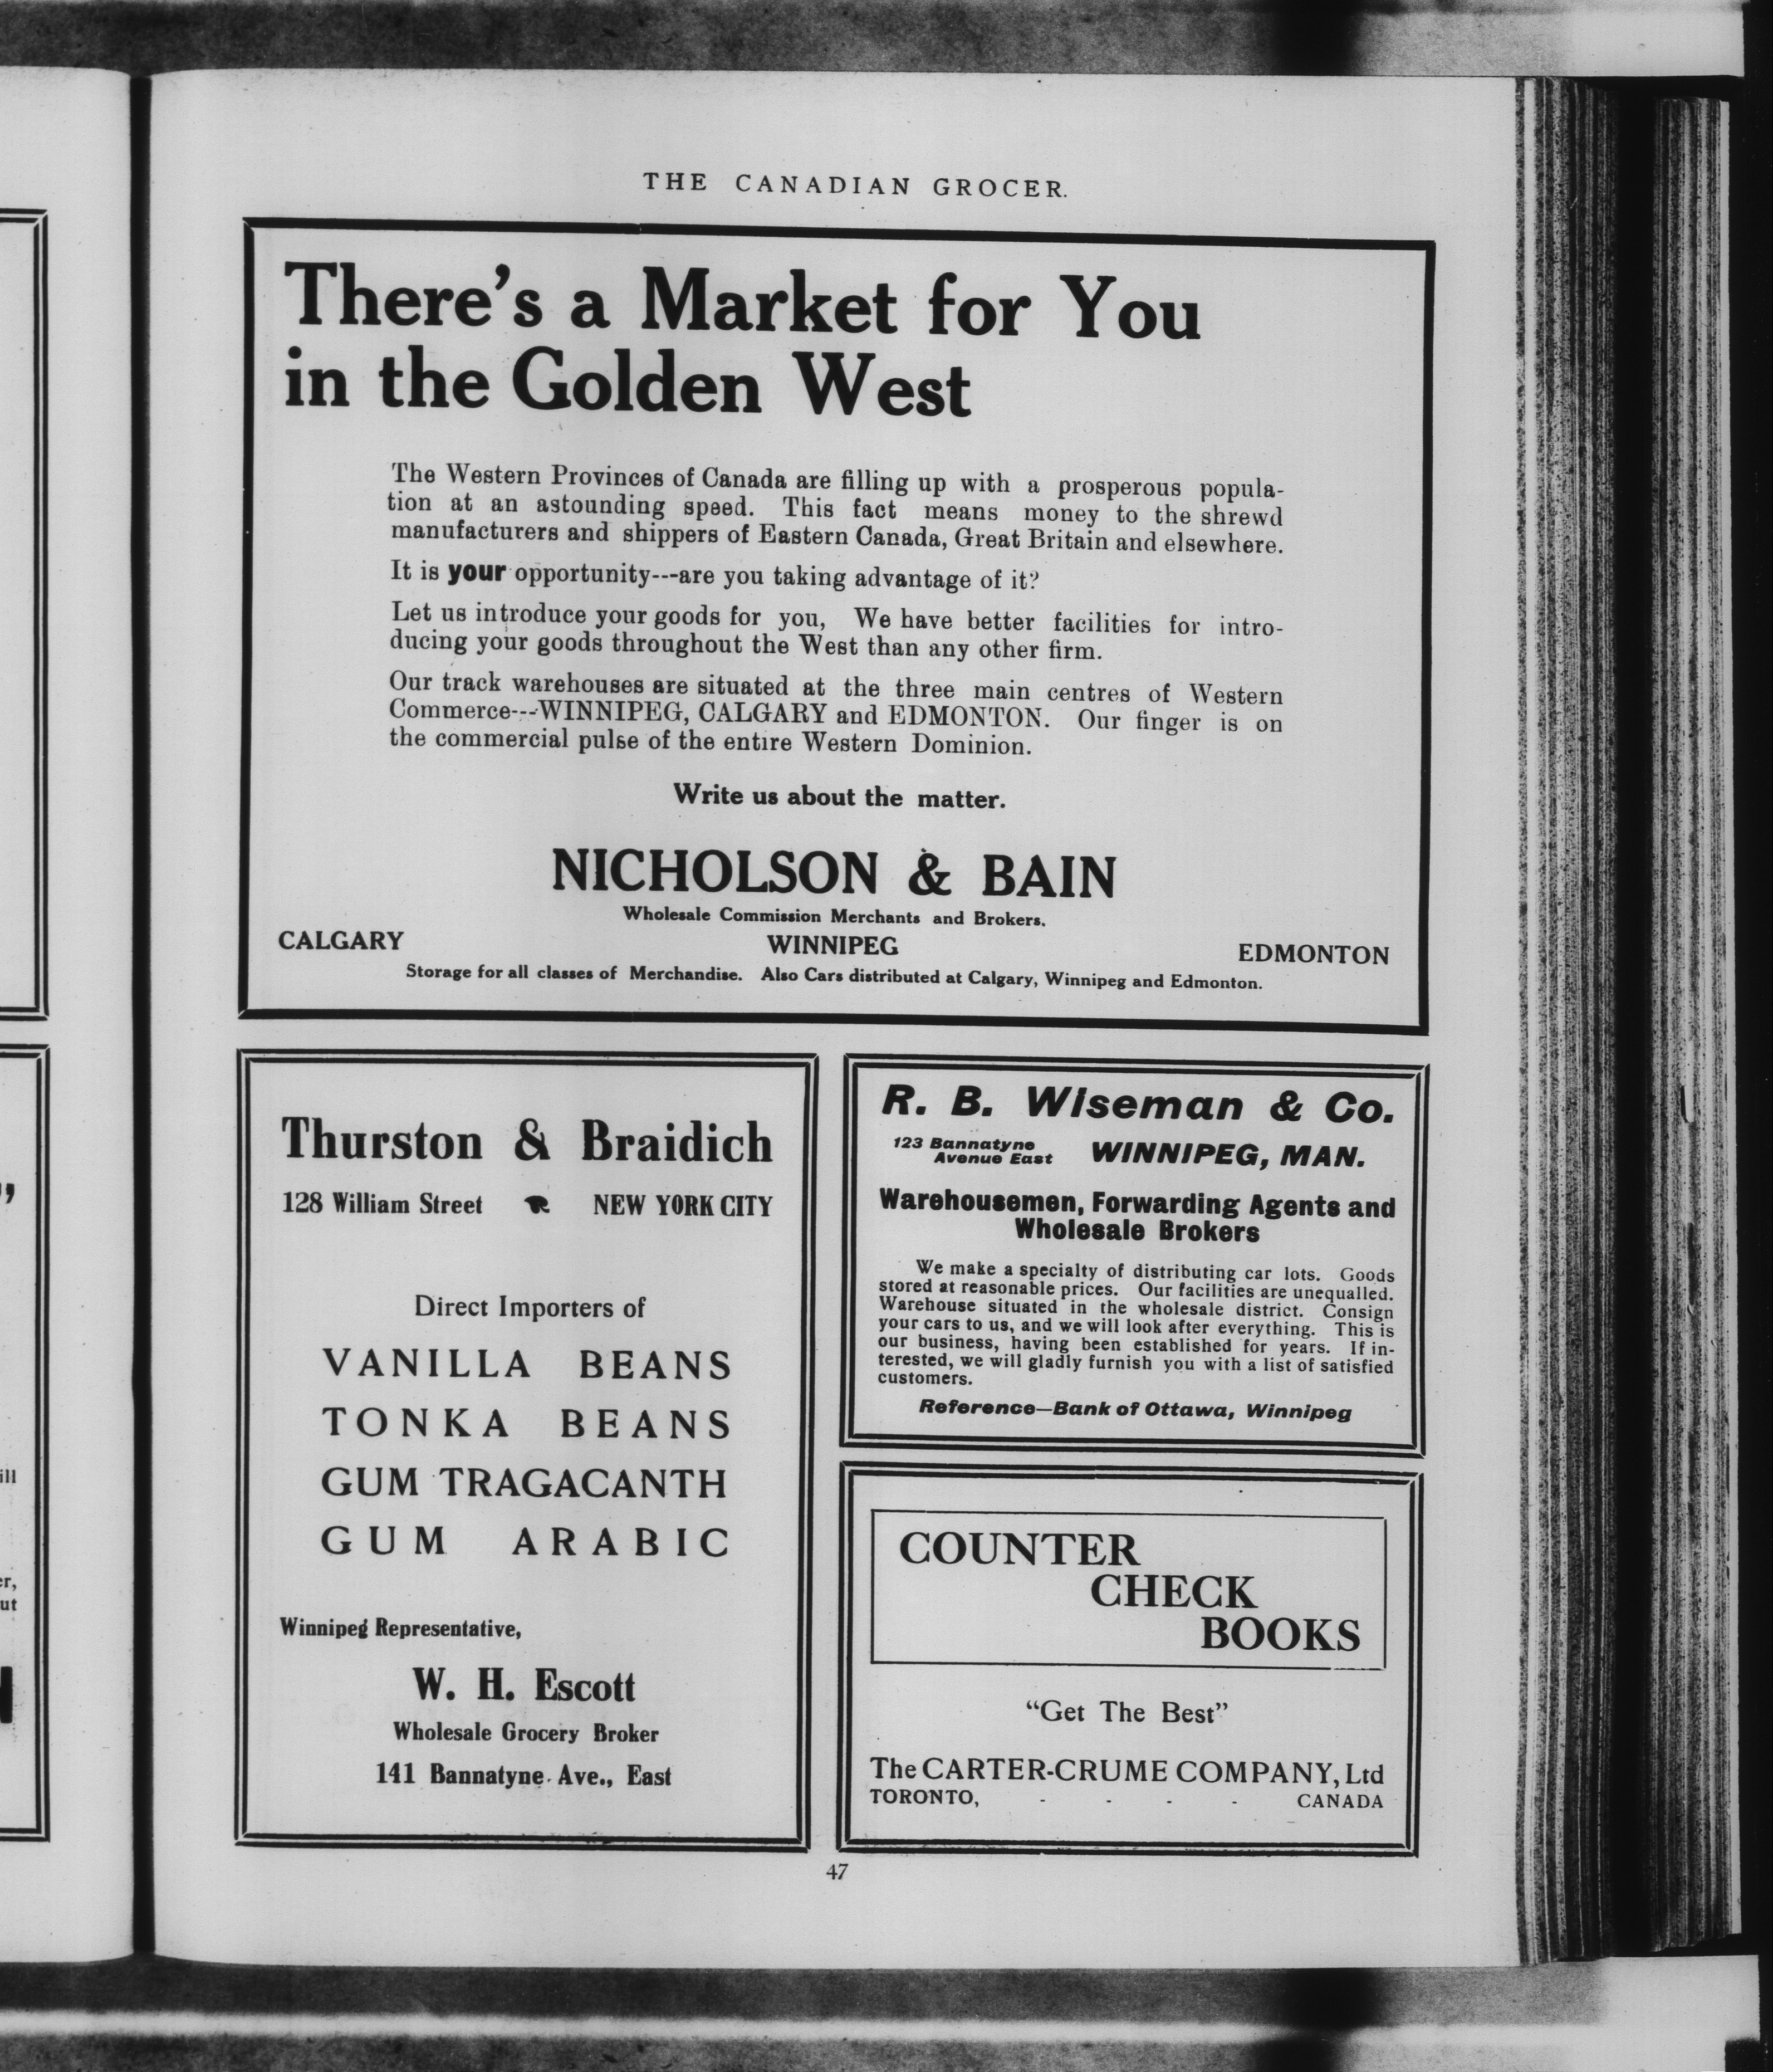 THE CANADIAN GROCER.
There's a Market for You
in the Golden West
The Western Provinces of Canada are filling up with a prosperous popula-
tion at an astounding speed. This fact means money to the shrewd
manufacturers and shippers of Eastern Canada, Great Britain and elsewhere.
It is your opportunity---are you taking advantage of it?
Let us introduce your goods for you, We have better facilities for intro-
ducing your goods throughout the West than any other firm.
Our track warehouses are situated at the three main centres of Western
Commerce---WINNIPEG, CALGARY and EDMONTON. Our finger is on
the commercial pulse of the entire Western Dominion.
Write us about the matter.
NICHOLSON & BAIN
Wholesale Commission Merchants and Brokers.
CALGARY WINNIPEG EDMONTON
Storage for all classes of Merchandise. Also Cars distributed at Calgary, Winnipeg and Edmonton.
Thurston & Braidich
128 William Street NEW YORK CITY
Direct Importers of
VANILLA BEANS
TONKA BEANS
GUM TRAGACANTH
GUM ARABIC
Winnipeg Representative,
W. H. Escott
Wholesale Grocery Broker
141 Bannatyne Ave., East
R. B. Wiseman & Co.
123 Bannatyne
Avenue East WINNIPEG, MAN.
Warehousemen, Forwarding Agents and
Wholesale Brokers
We make a specialty of distributing car lots. Goods
stored at reasonable prices. Our facilities are unequalled.
Warehouse situated in the wholesale district. Consign
your cars to us, and we will look after everything. This is
our business, having been established for years. If in-
terested, we will gladly furnish you with a list of satisfied
customers.
Reference—Bank of Ottawa, Winnipeg
COUNTER
CHECK
BOOKS
"Get The Best"
The CARTER-CRUME COMPANY, Ltd
TORONTO, - - - - CANADA
47